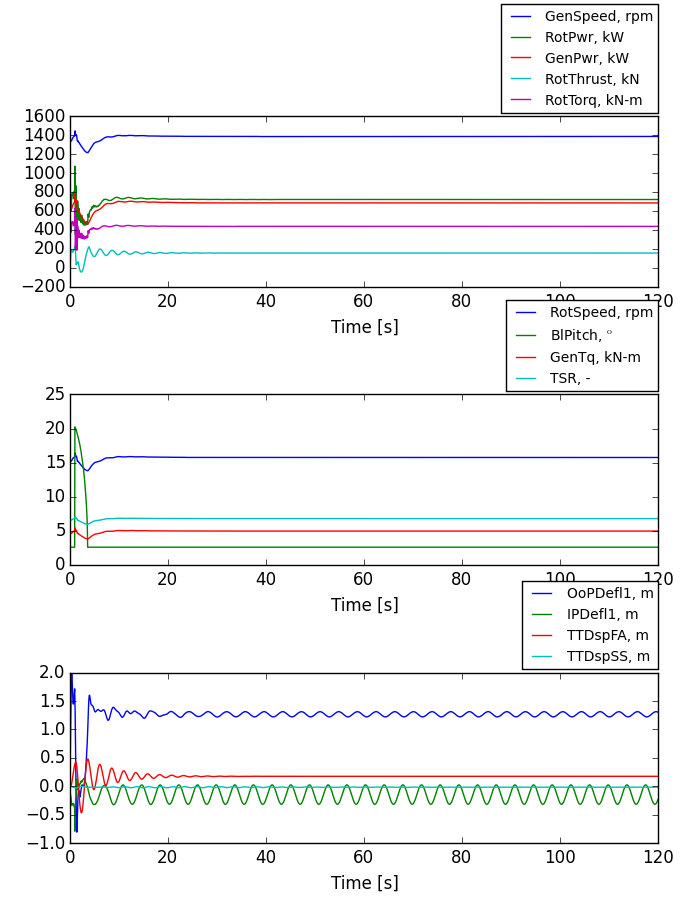 GenSpeed, rpm
RotPwr, kW
GenPwr, kW
RotThrust, kN
RotTorq, kN-m
1600
1400
1200
1000
800
600
400
200
0
−200
0 20 40 60 80 100 120
Time [s]
RotSpeed, rpm
BlPitch, °
GenTq, kN-m
TSR, -
25
20
15
10
5
0
0 20 40 60 80 100 120
Time [s]
OoPDefl1, m
IPDefl1, m
TTDspFA, m
TTDspSS, m
2.0
1.5
1.0
0.5
0.0
−0.5
−1.0
0 20 40 60 80 100 120
Time [s]